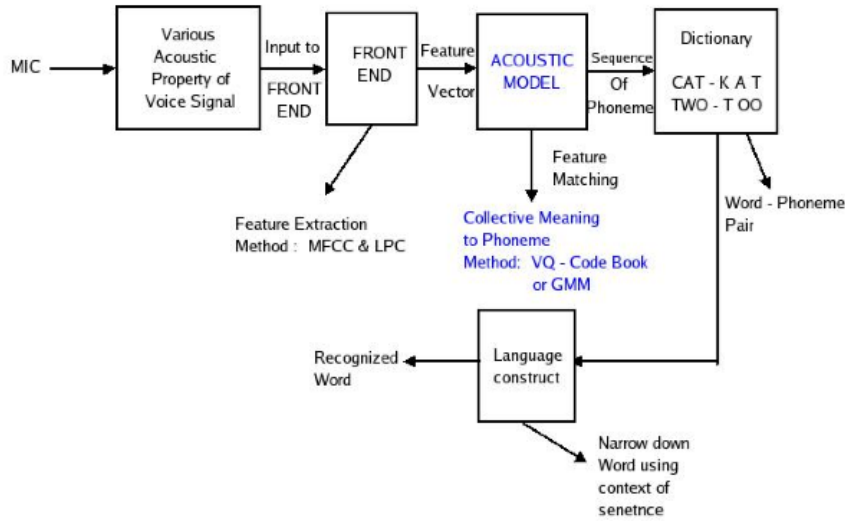 MIC
Various
Acoustic
Property of
Voice Signal
Input to
FRONT
END
FRONT
END
Feature
Vector
ACOUSTIC
MODEL
Sequence
Of
Phoneme
Dictionary
CAT - K A T
TWO - T OO
Feature Extraction
Method : MFCC & LPC
Feature
Matching
Collective Meaning
to Phoneme
Method: VQ - Code Book
or GMM
Word - Phoneme
Pair
Recognized
Word
Language
construct
Narrow down
Word using
context of
senetnce